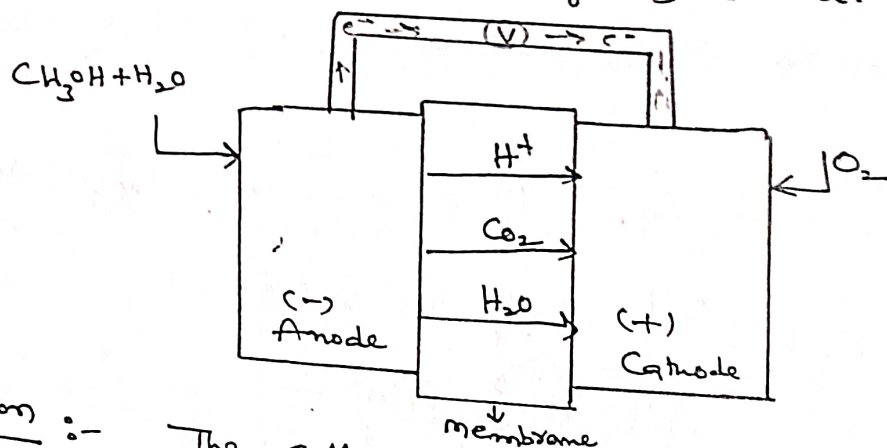 e⁻ (V) → e⁻
CH₃OH + H₂O
↑
H⁺
O₂
CO₂
H₂O
(-)
Anode
(+)
Cathode
membrane
:- The